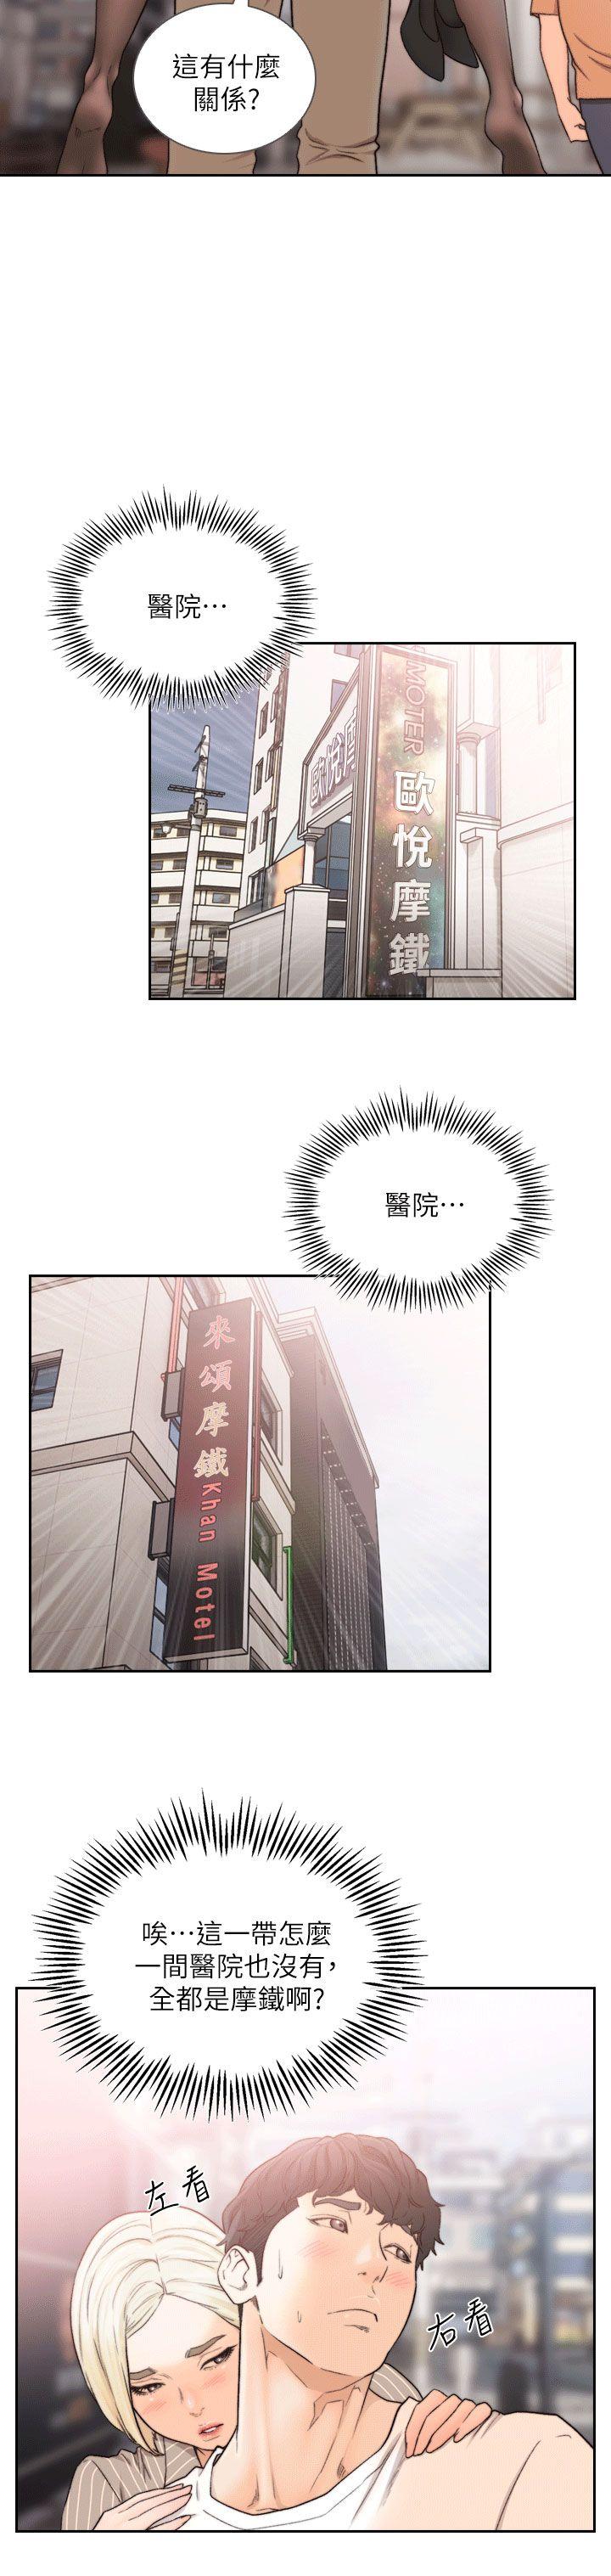 這有什麼
關係?
醫院⋯
MOTER
歐悅摩
歐悅摩鐵
醫院⋯
來頌摩鐵
Khan Motel
唉⋯這一帶怎麼
一間醫院也沒有,
全都是摩鐵啊?
左看
右看